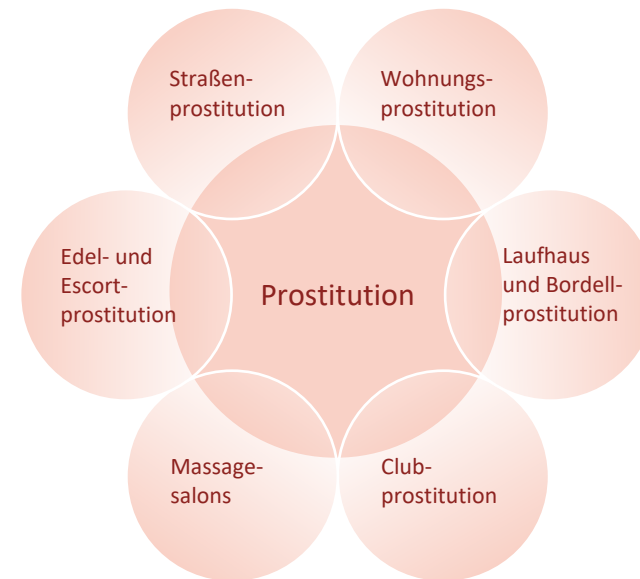 Straßen-
prostitution
Wohnungs-
prostitution
Edel- und
Escort-
prostitution
Prostitution
Laufhaus
und Bordell-
prostitution
Massage-
salons
Club-
prostitution